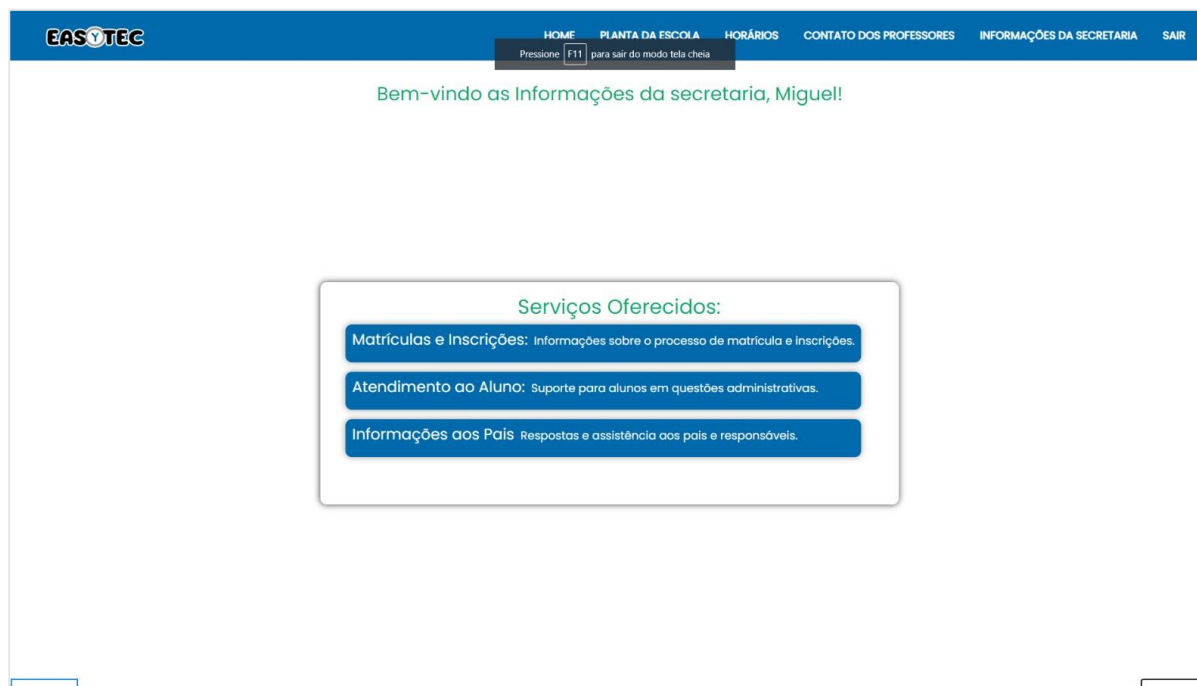 EASYTEC
HOME PLANTA DA ESCOLA HORÁRIOS CONTATO DOS PROFESSORES INFORMAÇÕES DA SECRETARIA SAIR
Pressione F11 para sair do modo tela cheia
Bem-vindo as Informações da secretaria, Miguel!
Serviços Oferecidos:
Matrículas e Inscrições: Informações sobre o processo de matrícula e inscrições.
Atendimento ao Aluno: Suporte para alunos em questões administrativas.
Informações aos Pais Respostas e assistência aos pais e responsáveis.